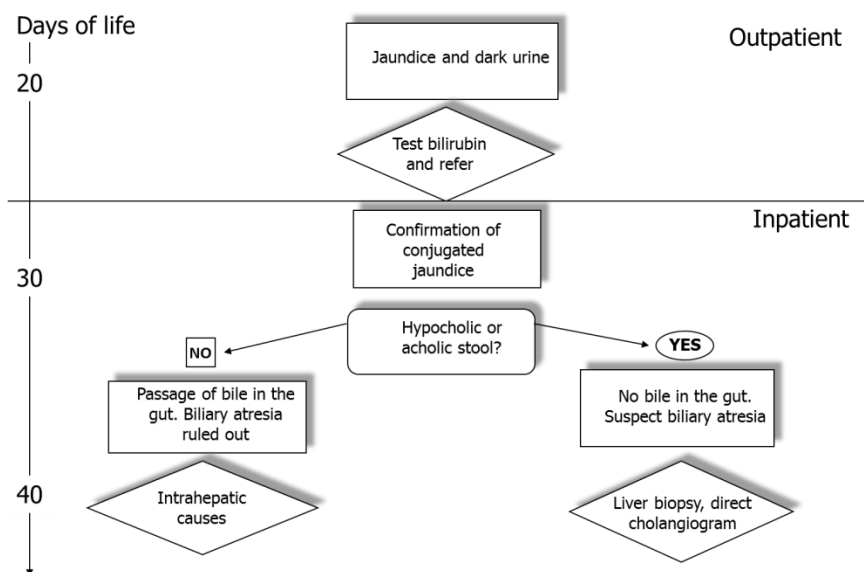 Days of life
Outpatient
Jaundice and dark urine
20
Test bilirubin
and refer
Inpatient
Confirmation of
conjugated
jaundice
30
Hypocholic or
acholic stool?
NO
YES
Passage of bile in the
gut. Biliary atresia
ruled out
No bile in the gut.
Suspect biliary atresia
40
Intrahepatic
causes
Liver biopsy, direct
cholangiogram